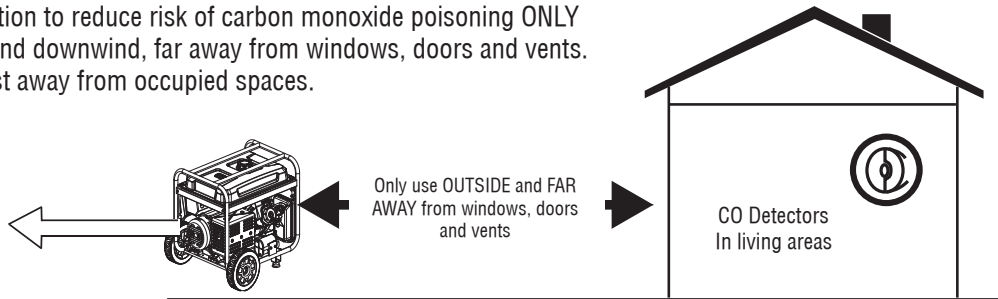 tion to reduce risk of carbon monoxide poisoning ONLY
nd downwind, far away from windows, doors and vents.
st away from occupied spaces.
Only use OUTSIDE and FAR
AWAY from windows, doors
and vents
CO Detectors
In living areas